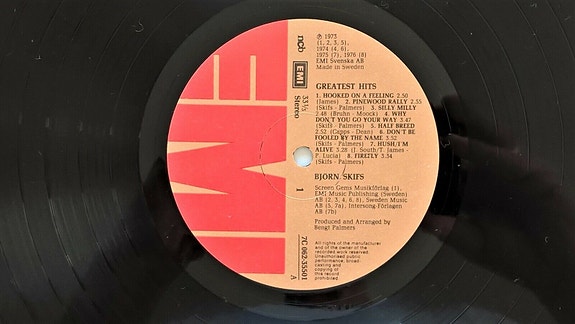 ℗ 1973
(1, 2, 3, 5),
1974 (4, 6),
1975 (7), 1976 (8)
EMI Svenska AB
Made in Sweden
ncb
EMI
33⅓
Stereo
GREATEST HITS
1. HOOKED ON A FEELING 2.50
(James) 2. PINEWOOD RALLY 2.55
(Skifs - Palmers) 3. SILLY MILLY
2.48 (Bruhn - Moock) 4. WHY
DON'T YOU GO YOUR WAY 3.47
(Skifs - Palmers) 5. HALF BREED
2.52 (Capps - Dean) 6. DON'T BE
FOOLED BY THE NAME 3.52
(Skifs - Palmers) 7. HUSH/I'M
ALIVE 3.28 (J. South/T. James -
P. Lucia) 8. FIREFLY 3.34
(Skifs - Palmers)
BJÖRN SKIFS
1
Screen Gems Musikförlag (1),
EMI Music Publishing (Sweden)
AB (2, 3, 4, 6, 8), Sweden Music
AB (5, 7a), Intersong-Förlagen
AB (7b)
Produced and Arranged by
Bengt Palmers
7C 062-35501
A
All rights of the manufacturer
and of the owner of the
recorded work reserved.
Unauthorised public
performance, broad-
casting and
copying of
this record
prohibited.
EMI